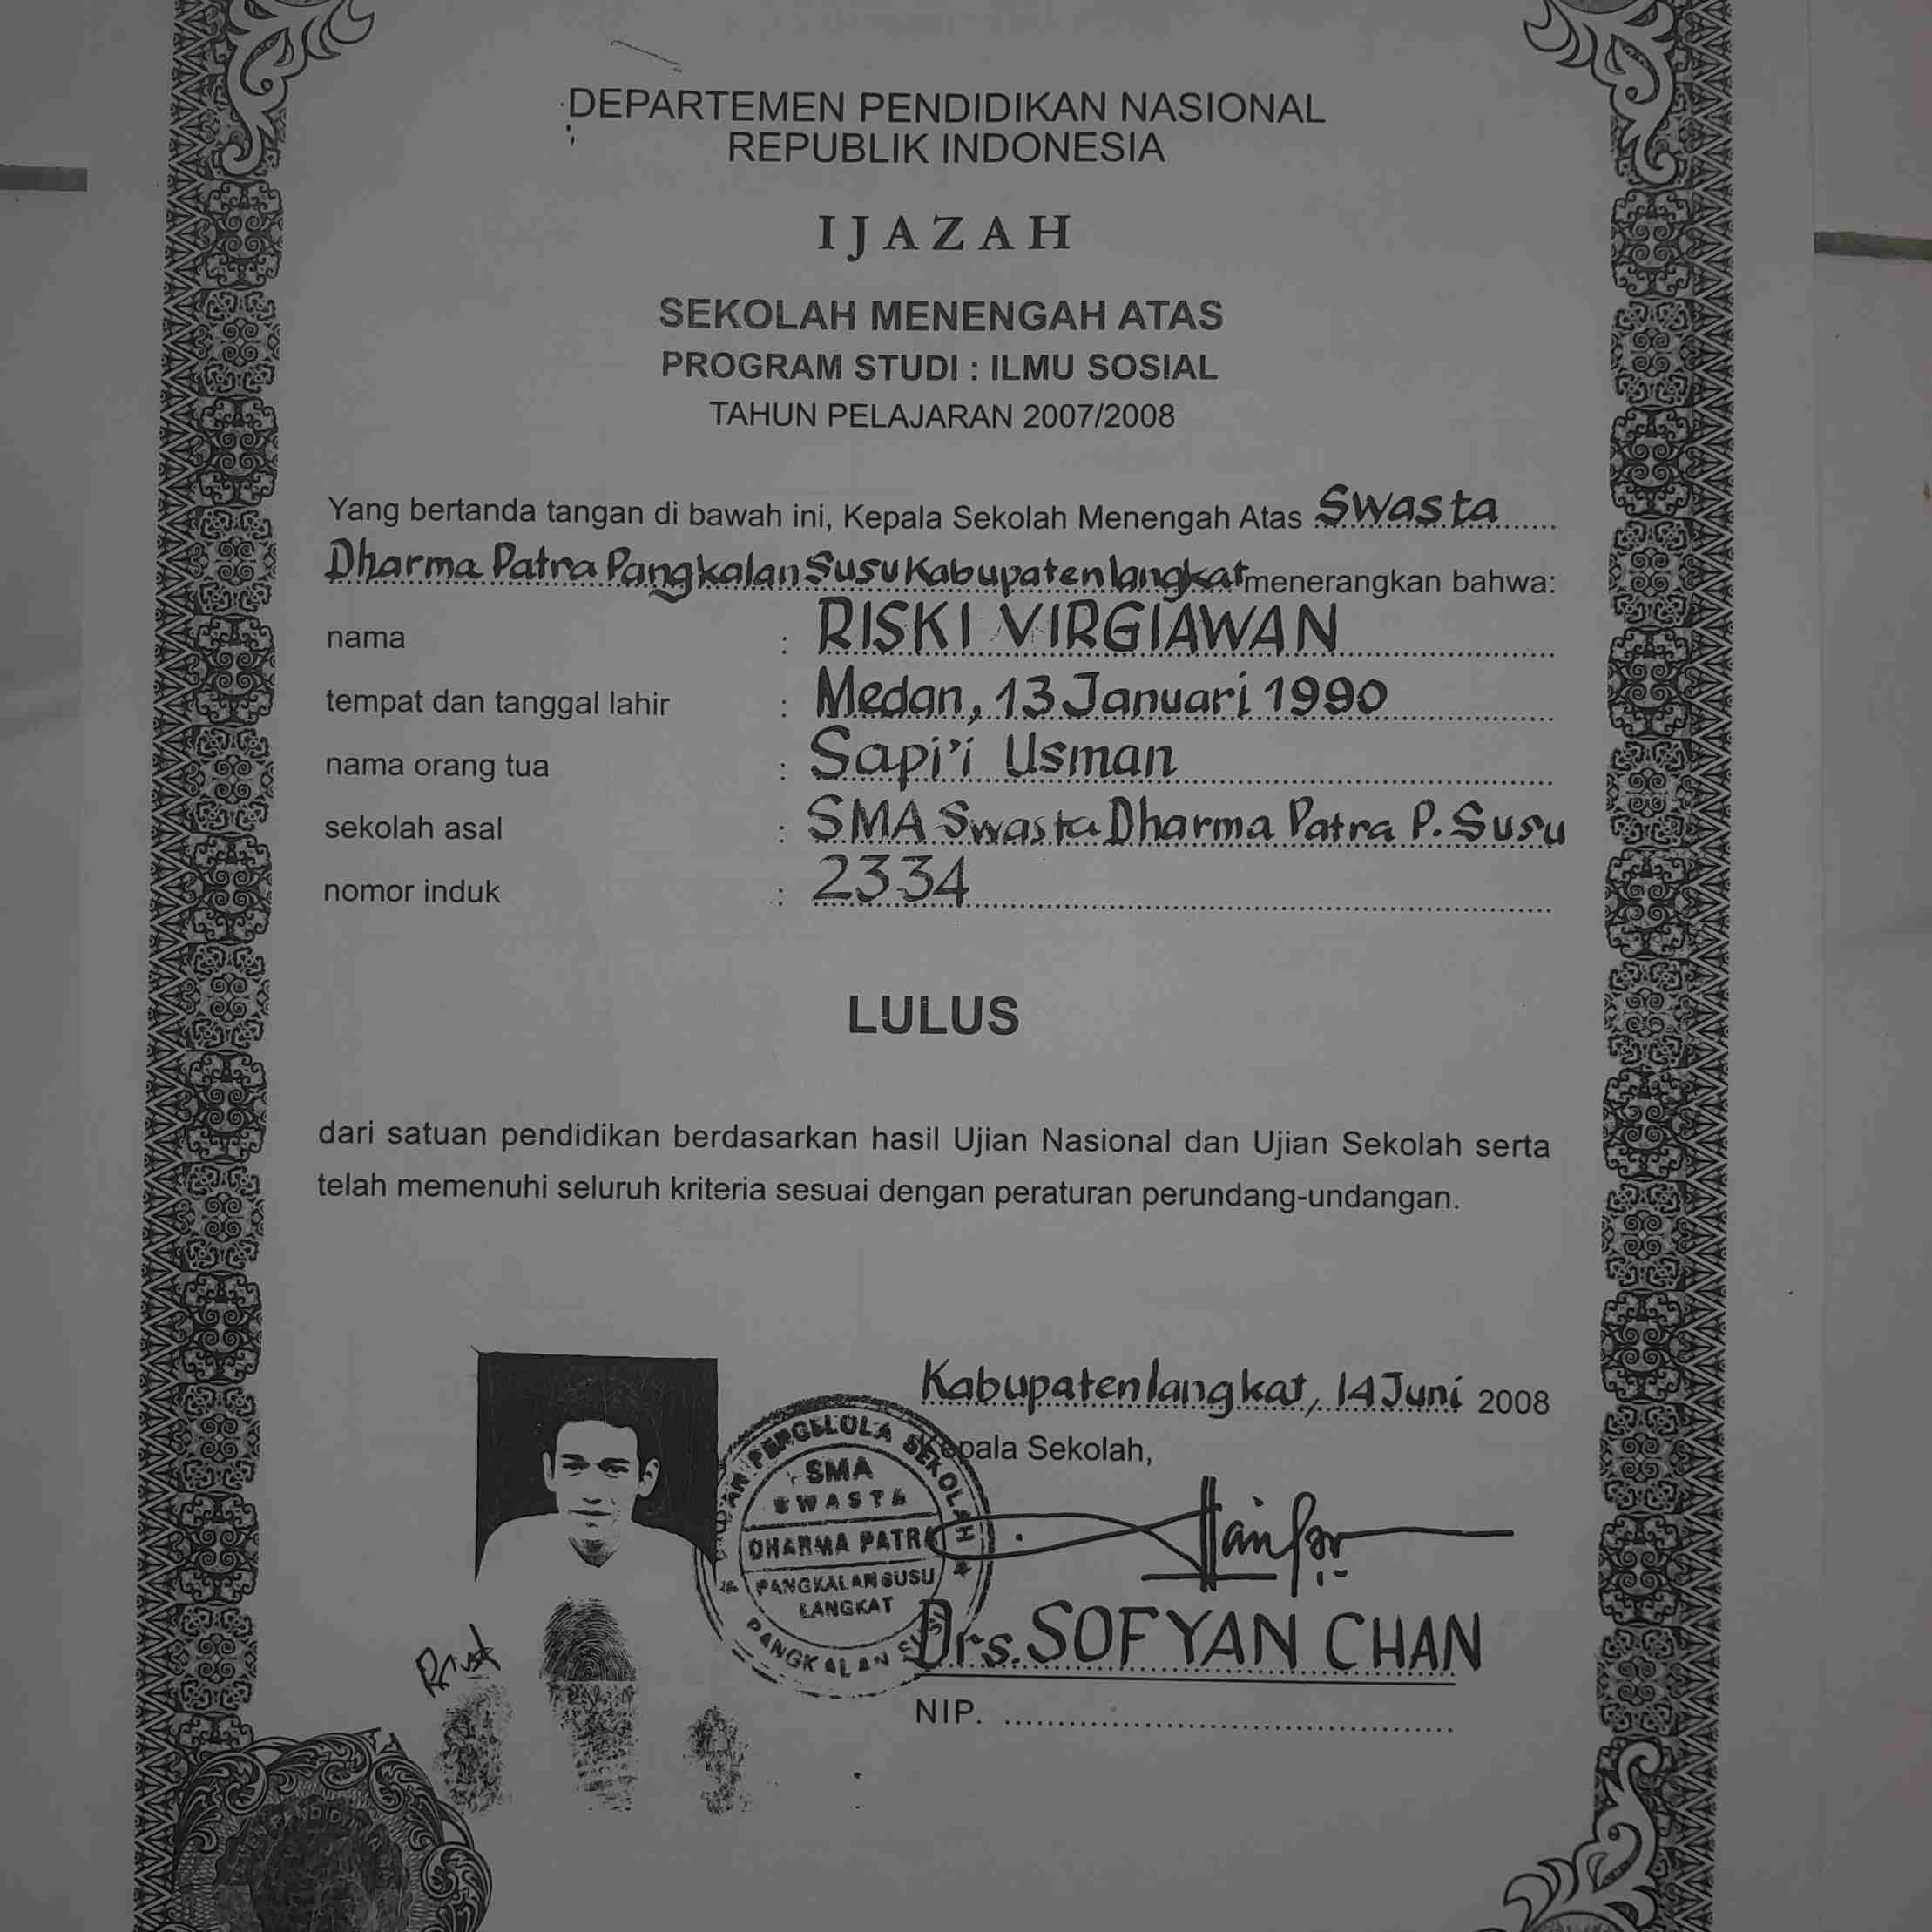 DEPARTEMEN PENDIDIKAN NASIONAL
REPUBLIK INDONESIA
IJAZAH
SEKOLAH MENENGAH ATAS
PROGRAM STUDI : ILMU SOSIAL
TAHUN PELAJARAN 2007/2008
Yang bertanda tangan di bawah ini, Kepala Sekolah Menengah Atas Swasta
Dharma Patra Pangkalan Susu Kabupaten langkat menerangkan bahwa:
nama : RISKI VIRGIAWAN
tempat dan tanggal lahir : Medan, 13 Januari 1990
nama orang tua : Sapi'i Usman
sekolah asal : SMA Swasta Dharma Patra P. Susu
nomor induk : 2334
LULUS
dari satuan pendidikan berdasarkan hasil Ujian Nasional dan Ujian Sekolah serta
telah memenuhi seluruh kriteria sesuai dengan peraturan perundang-undangan.
Kabupaten langkat, 14 Juni 2008
Kepala Sekolah,
PENGELOLA SEKOLAH
SMA
SWASTA
DHARMA PATRA
PANGKALAN SUSU
LANGKAT
PANGKALAN SUSU
Drs. SOFYAN CHAN
NIP.